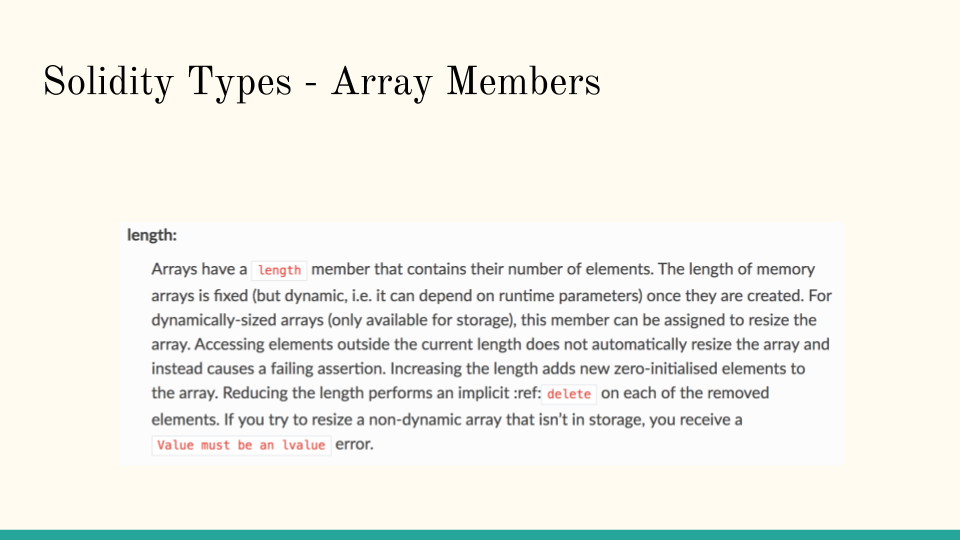 Solidity Types - Array Members
length:
Arrays have a length member that contains their number of elements. The length of memory
arrays is fixed (but dynamic, i.e. it can depend on runtime parameters) once they are created. For
dynamically-sized arrays (only available for storage), this member can be assigned to resize the
array. Accessing elements outside the current length does not automatically resize the array and
instead causes a failing assertion. Increasing the length adds new zero-initialised elements to
the array. Reducing the length performs an implicit :ref: delete on each of the removed
elements. If you try to resize a non-dynamic array that isn't in storage, you receive a
Value must be an lvalue error.